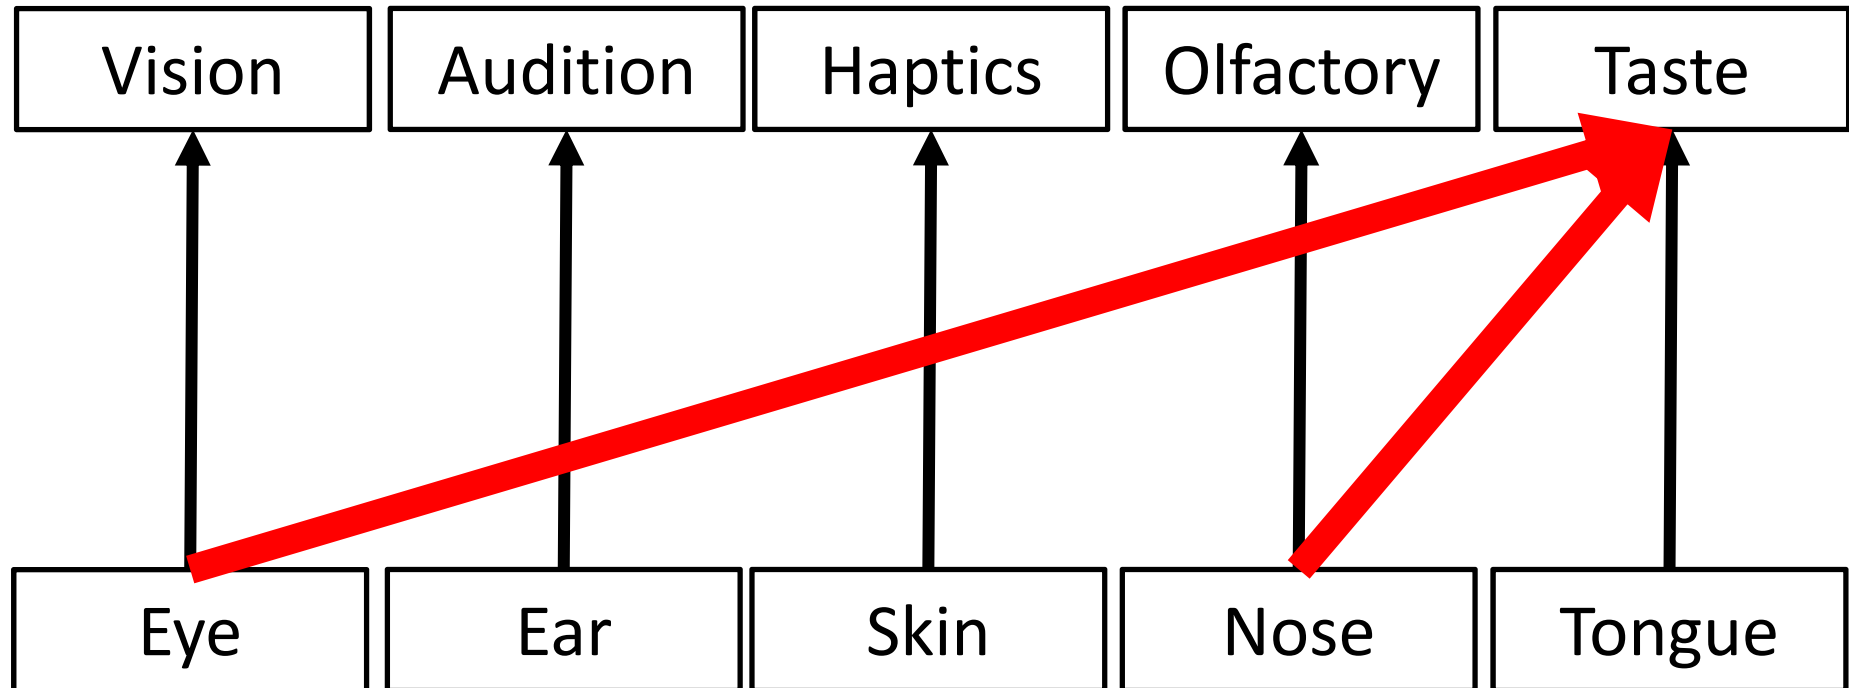 Vision
Audition
Haptics
Olfactory
Taste
Eye
Ear
Skin
Nose
Tongue